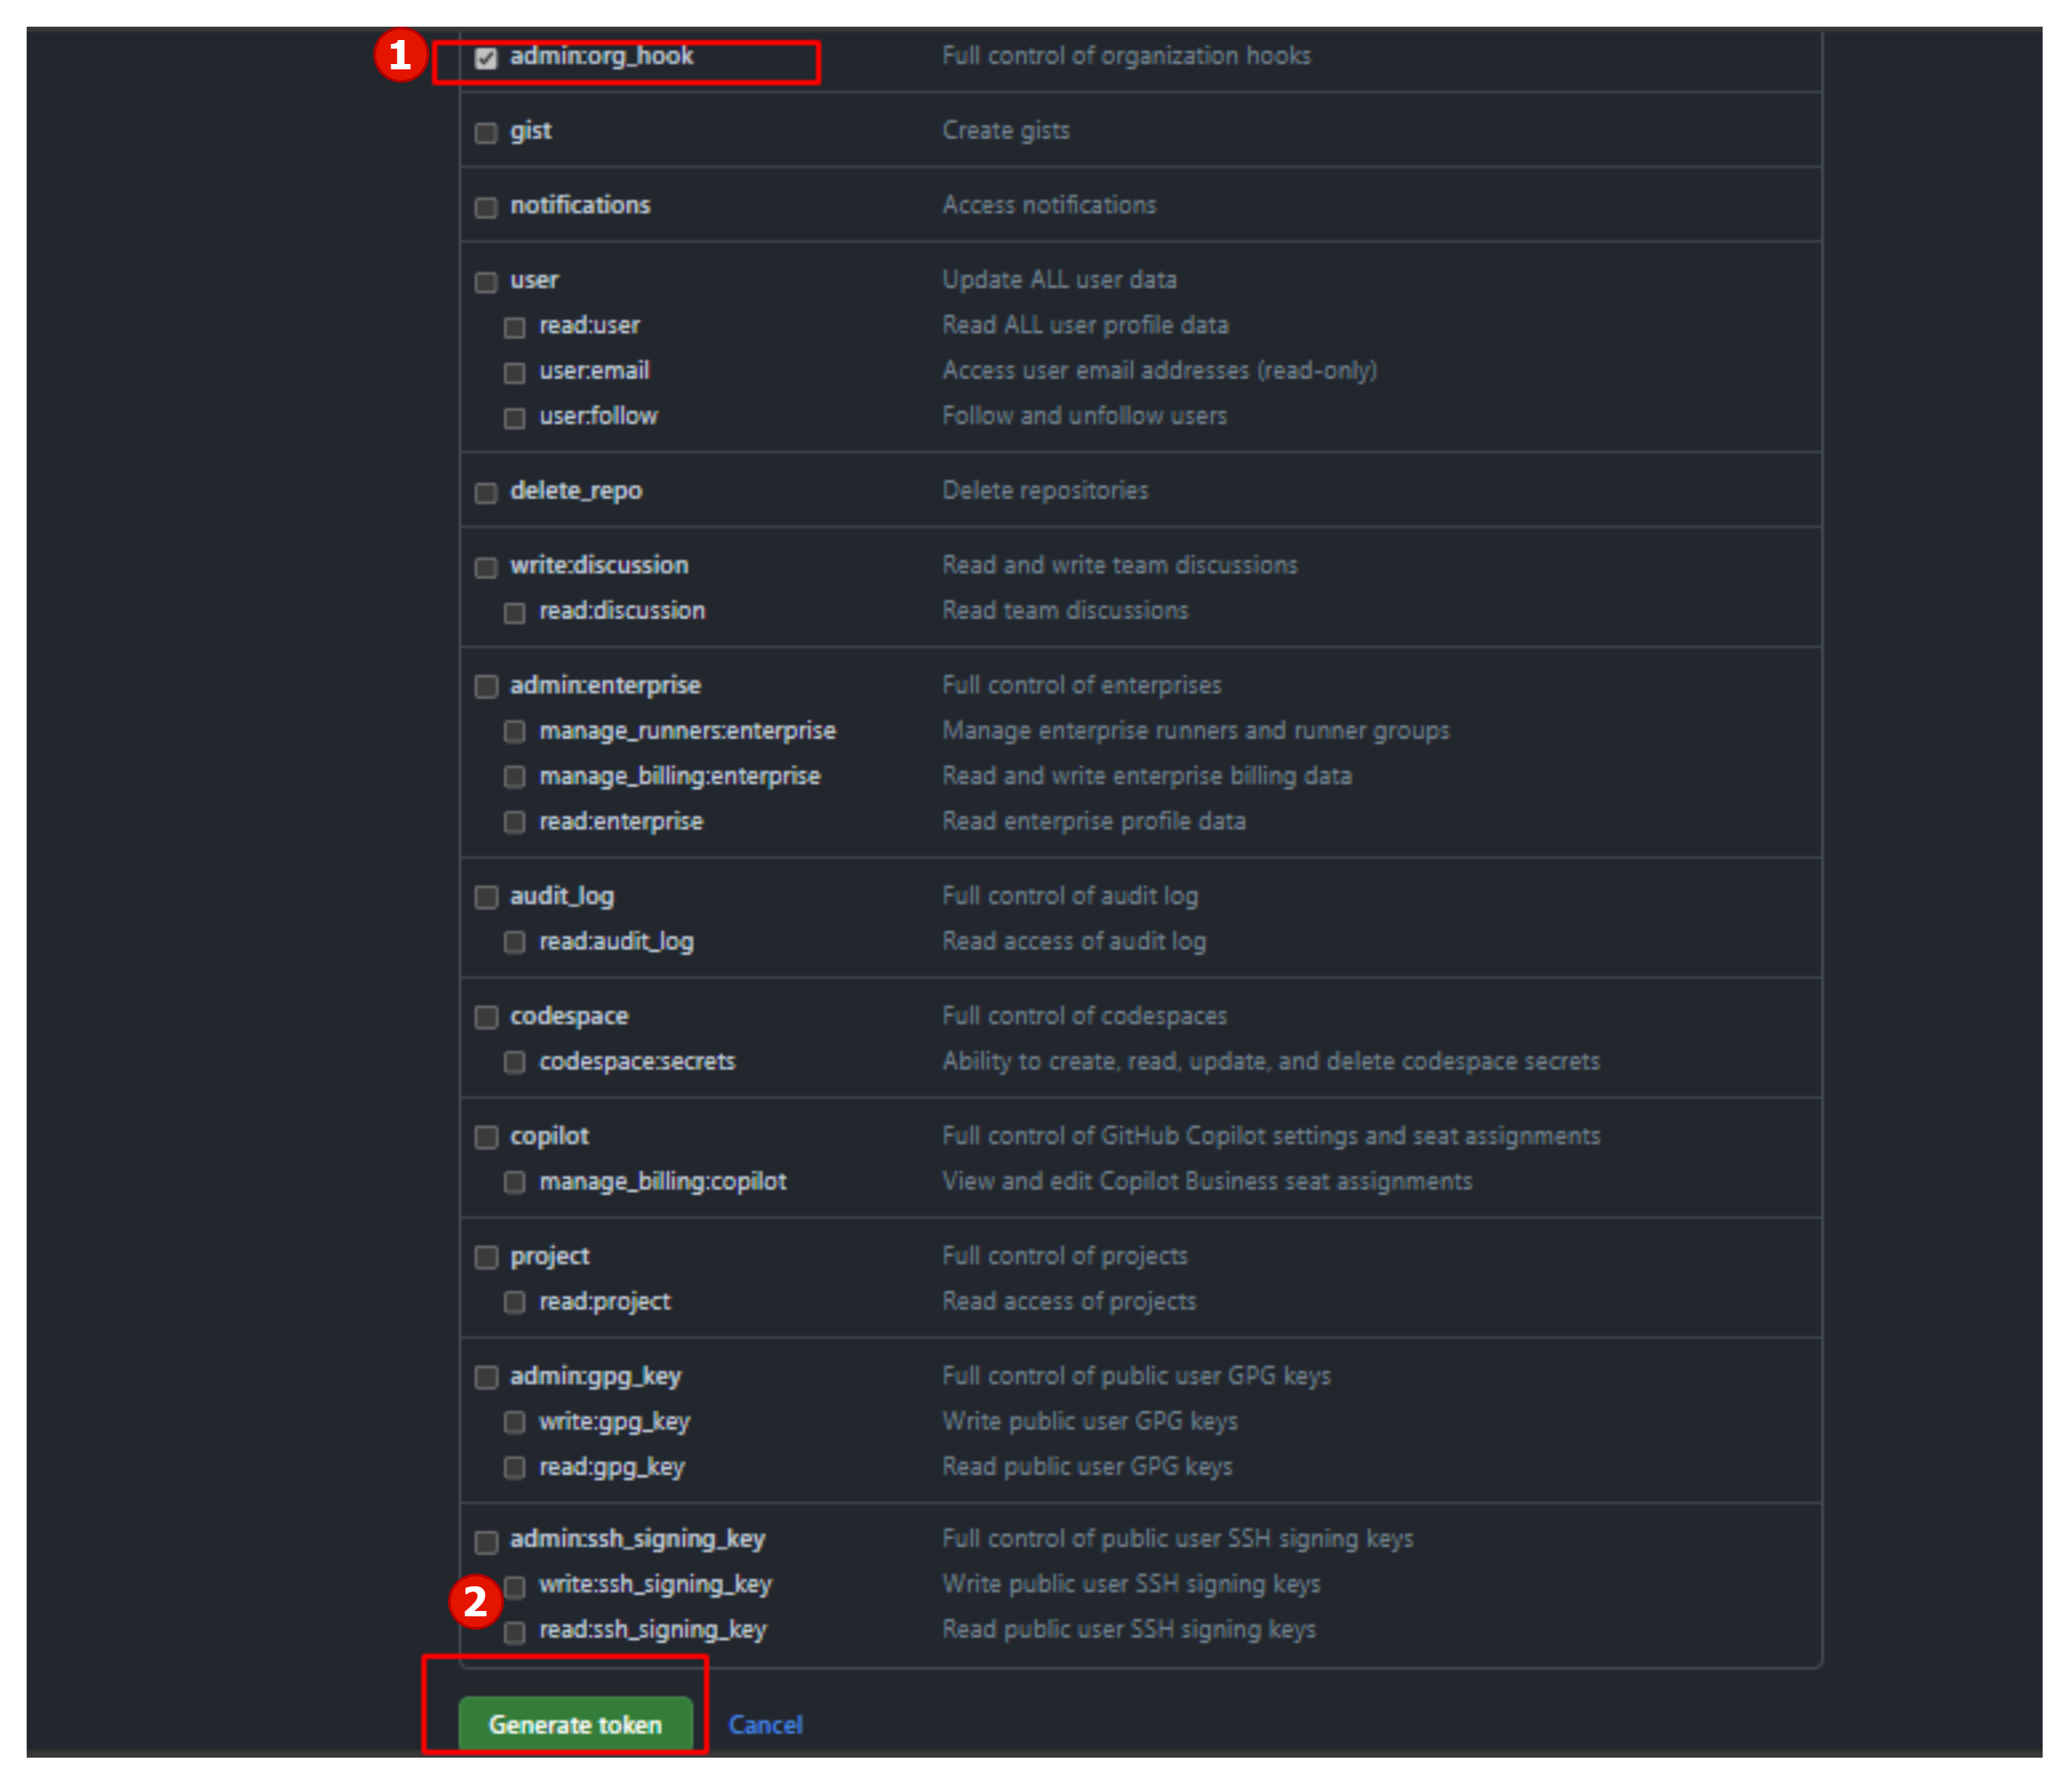 1 admin:org_hook Full control of organization hooks
gist Create gists
notifications Access notifications
user Update ALL user data
read:user Read ALL user profile data
user:email Access user email addresses (read-only)
user:follow Follow and unfollow users
delete_repo Delete repositories
write:discussion Read and write team discussions
read:discussion Read team discussions
admin:enterprise Full control of enterprises
manage_runners:enterprise Manage enterprise runners and runner groups
manage_billing:enterprise Read and write enterprise billing data
read:enterprise Read enterprise profile data
audit_log Full control of audit log
read:audit_log Read access of audit log
codespace Full control of codespaces
codespace:secrets Ability to create, read, update, and delete codespace secrets
copilot Full control of GitHub Copilot settings and seat assignments
manage_billing:copilot View and edit Copilot Business seat assignments
project Full control of projects
read:project Read access of projects
admin:gpg_key Full control of public user GPG keys
write:gpg_key Write public user GPG keys
read:gpg_key Read public user GPG keys
admin:ssh_signing_key Full control of public user SSH signing keys
2 write:ssh_signing_key Write public user SSH signing keys
read:ssh_signing_key Read public user SSH signing keys
Generate token Cancel